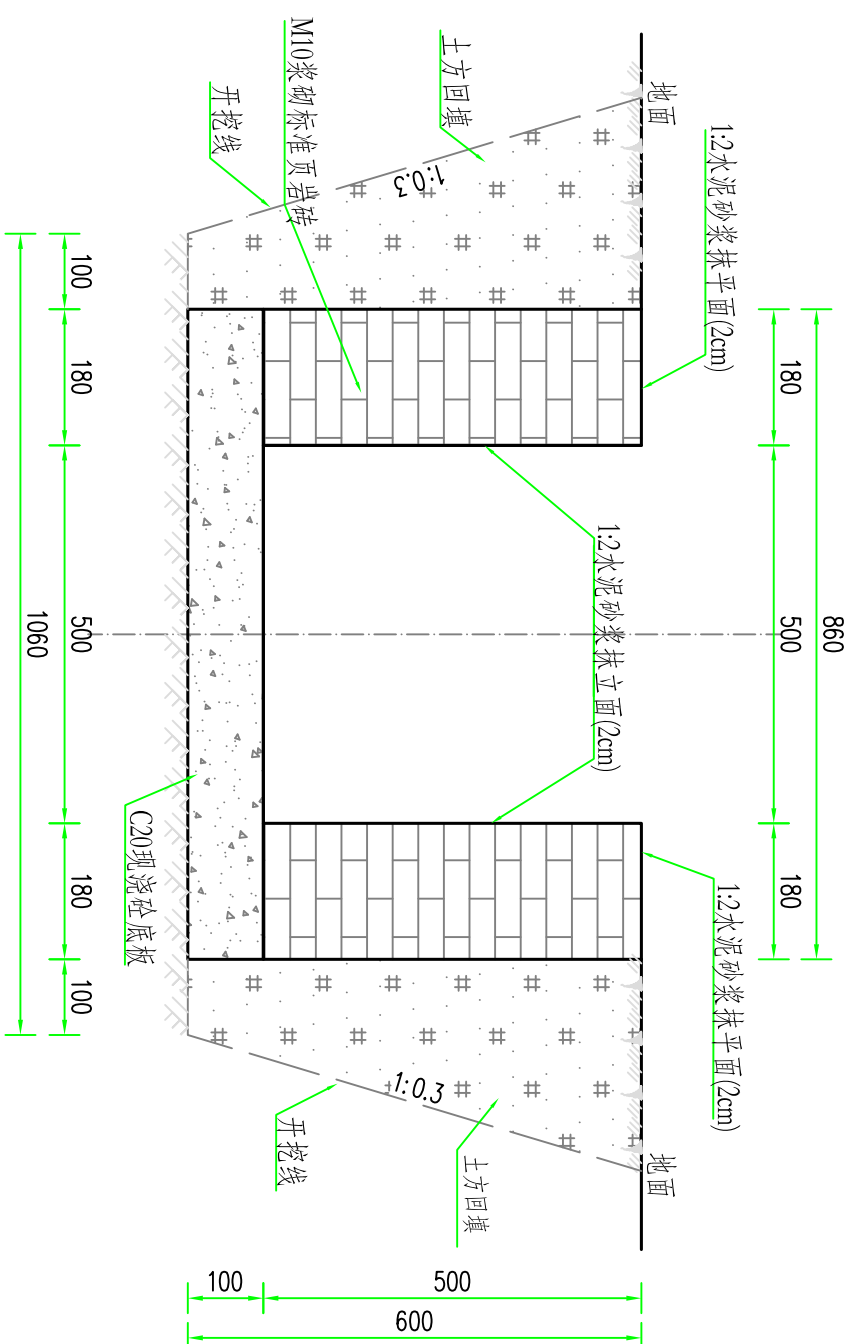 860
180
500
180
1:2水泥砂浆抹平面(2cm)
1:2水泥砂浆抹平面(2cm)
地面
地面
1:2水泥砂浆抹立面(2cm)
土方回填
土方回填
1:0.3
1:0.3
M10浆砌标准页岩砖
开挖线
开挖线
C20现浇砼底板
500
100
600
100
180
500
180
100
1060